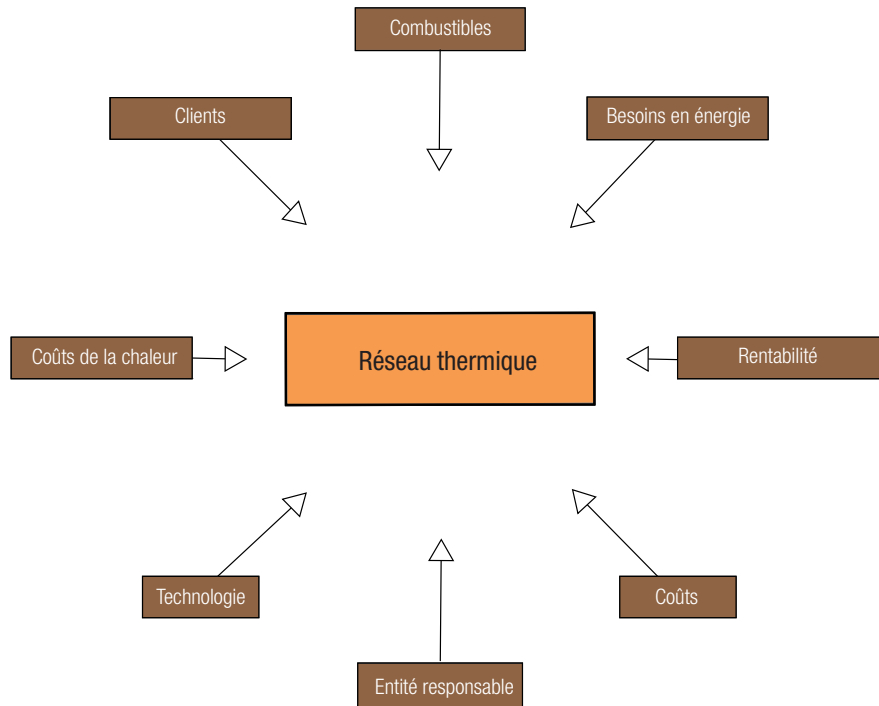 Combustibles
Clients
Besoins en énergie
Coûts de la chaleur
Réseau thermique
Rentabilité
Technologie
Coûts
Entité responsable